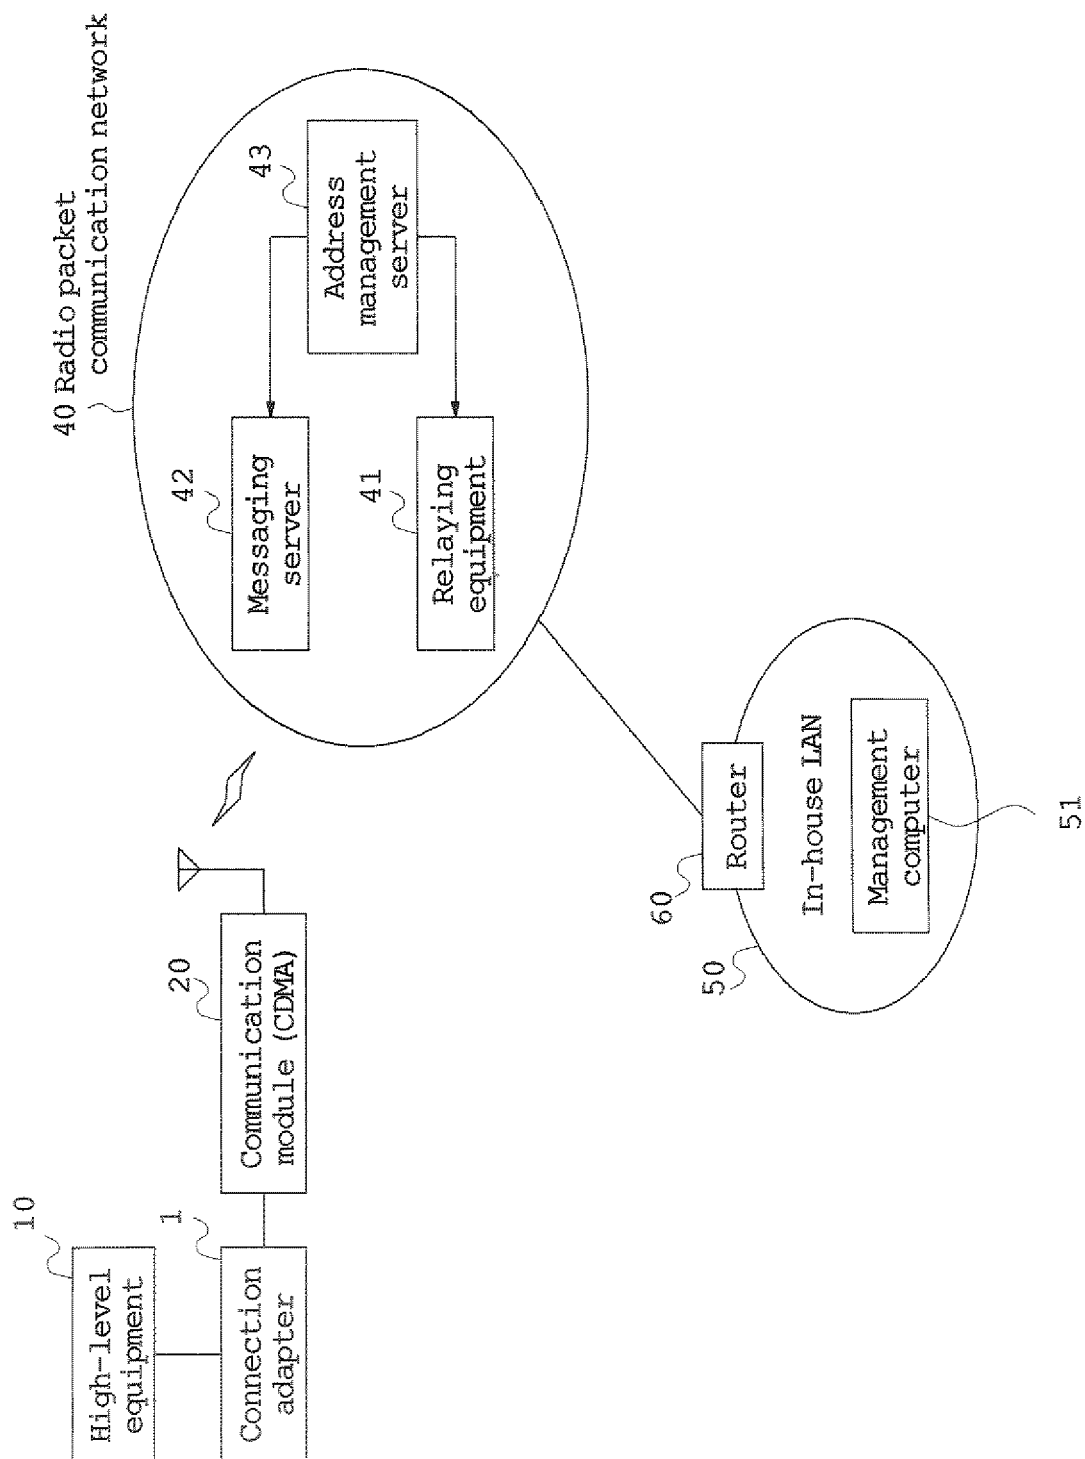 40 Radio packet
communication network
43
Address
management
server
42
Messaging
server
41
Relaying
equipment
10
High-level
equipment
1
Connection
adapter
20
Communication
module (CDMA)
60
Router
50
In-house LAN
Management
computer
51